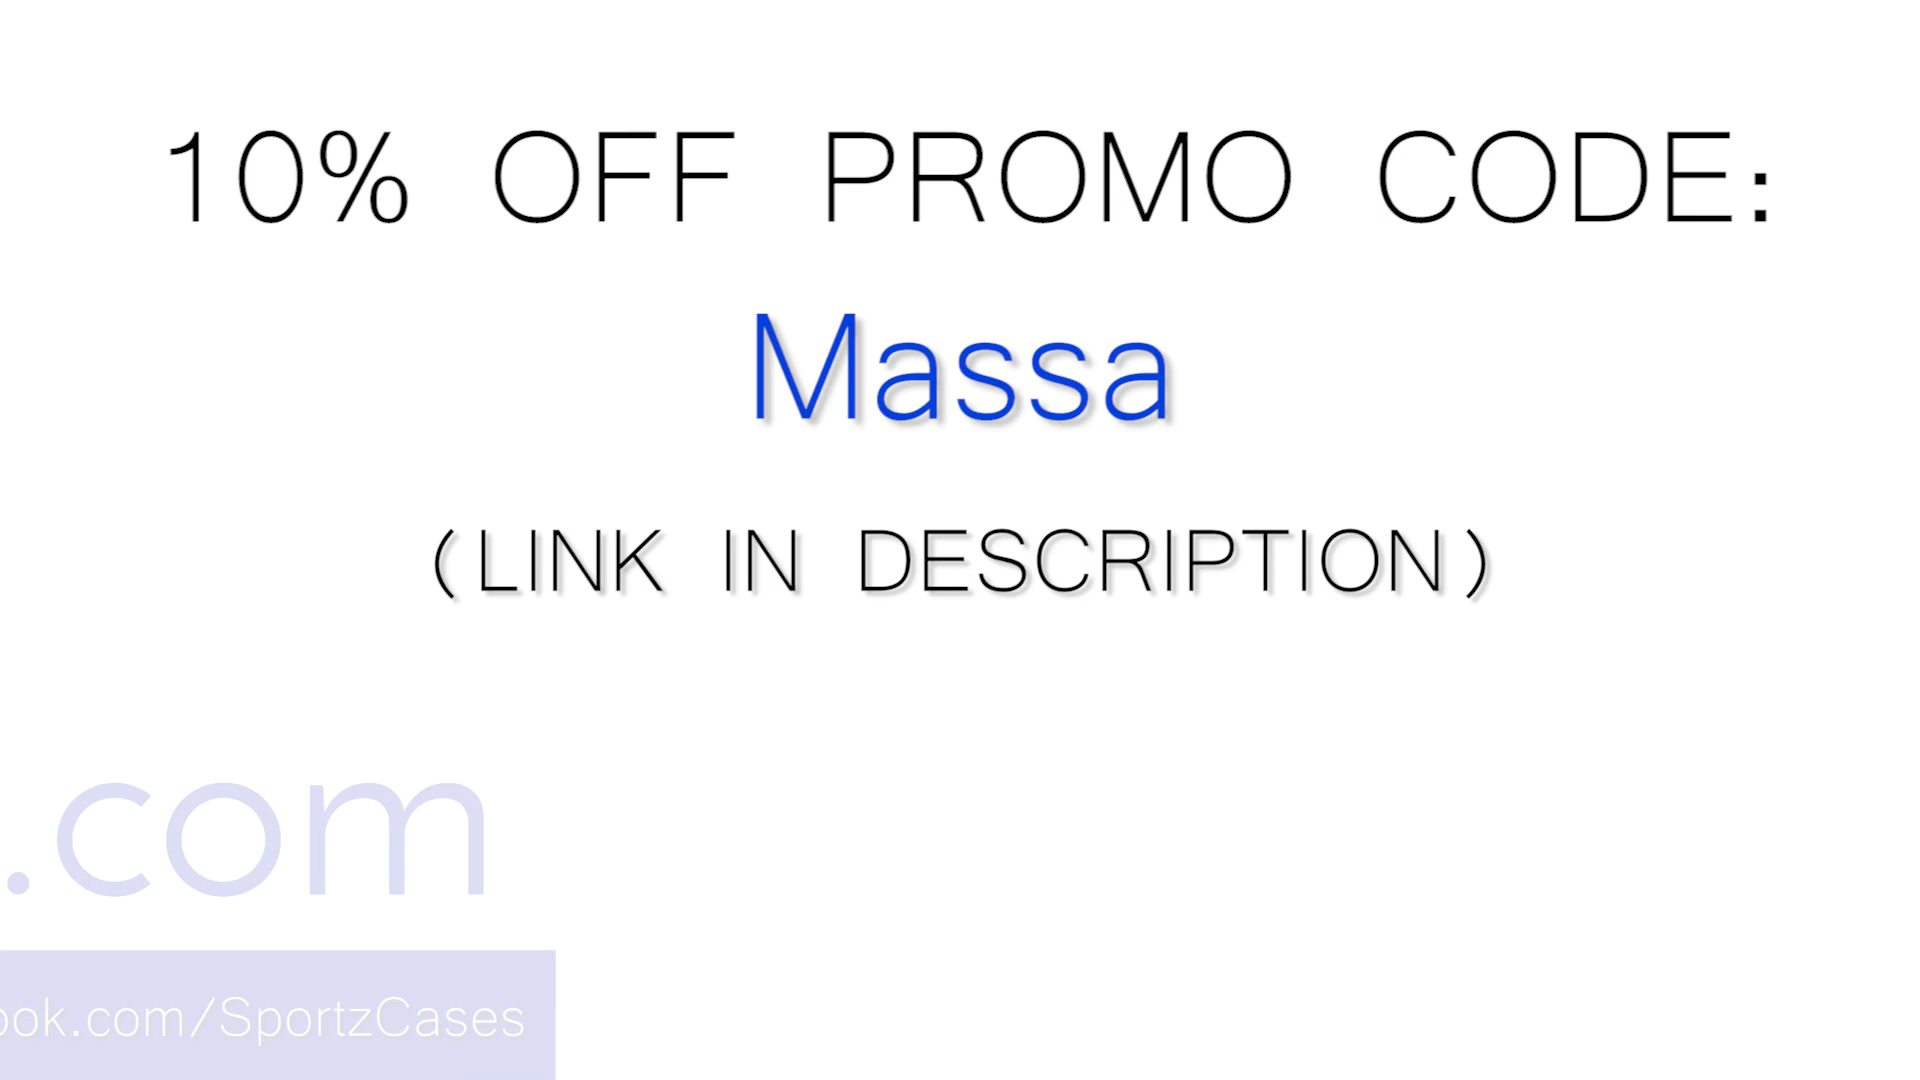 10% OFF PROMO CODE:
Massa
(LINK IN DESCRIPTION)
.com
ook.com/SportzCases